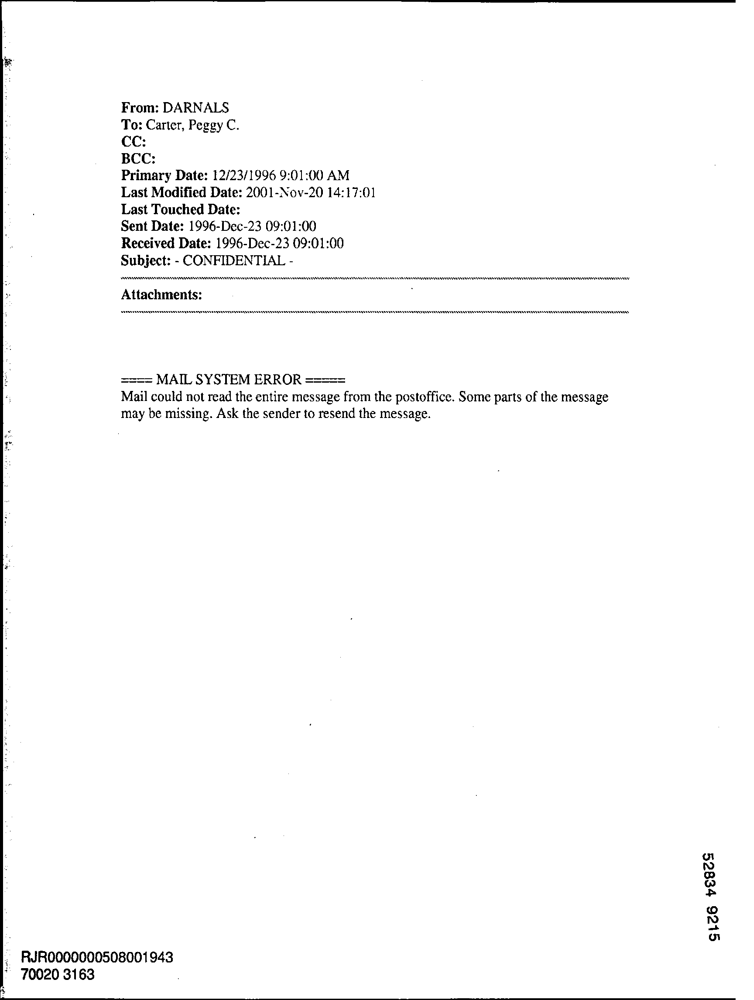 From: DARNALS
To: Carter, Peggy C.
CC:
BCC:
Primary Date: 12/23/1996 9:01:00 AM
Last Modified Date: 2001-Nov-20 14:17:01
Last Touched Date:
Sent Date: 1996-Dec-23 09:01:00
Received Date: 1996-Dec-23 09:01:00
Subject: - CONFIDENTIAL -
Attachments:
==== MAIL SYSTEM ERROR =====
Mail could not read the entire message from the postoffice. Some parts of the message
may be missing. Ask the sender to resend the message.
52834 9215
RJR0000000508001943
70020 3163